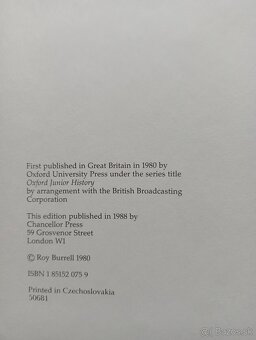 First published in Great Britain in 1980 by
Oxford University Press under the series title
Oxford Junior History
by arrangement with the British Broadcasting
Corporation
This edition published in 1988 by
Chancellor Press
59 Grosvenor Street
London W1
© Roy Burrell 1980
ISBN 1 85152 075 9
Printed in Czechoslovakia
50681